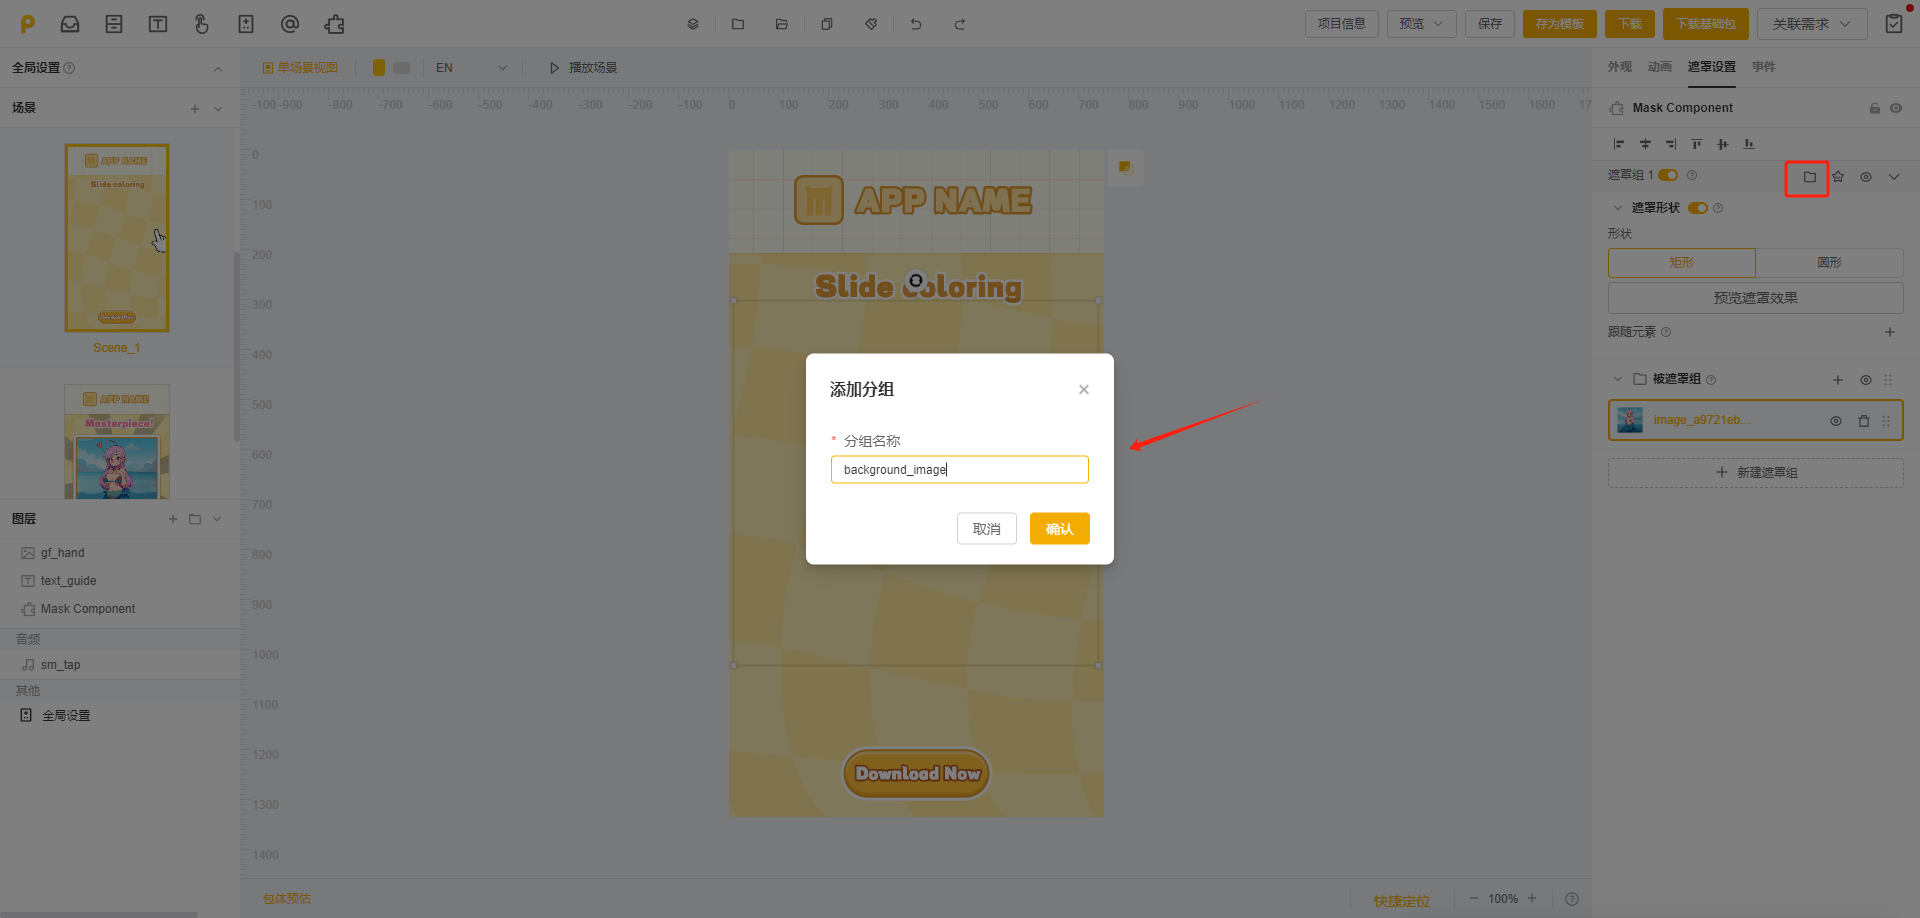 项目信息
预览
保存
存为模板
下载
下载基础包
关联需求
全局设置
单场景视图
EN
播放场景
外观
动画
遮罩设置
事件
场景
-100 -900 -800 -700 -600 -500 -400 -300 -200 -100 0 100 200 300 400 500 600 700 800 900 1000 1100 1200 1300 1400 1500 1600 17
Mask Component
0
100
200
300
400
500
600
700
800
900
1000
1100
1200
1300
1400
APP NAME
Slide coloring
Download Now
Scene_1
APP NAME
Masterpiece!
APP NAME
Slide coloring
Download Now
遮罩组 1
遮罩形状
形状
矩形
圆形
预览遮罩效果
跟随元素
被遮罩组
image_a9721eb...
新建遮罩组
添加分组
* 分组名称
background_image
取消
确认
图层
gf_hand
text_guide
Mask Component
音频
sm_tap
其他
全局设置
包体预估
快捷定位
100%